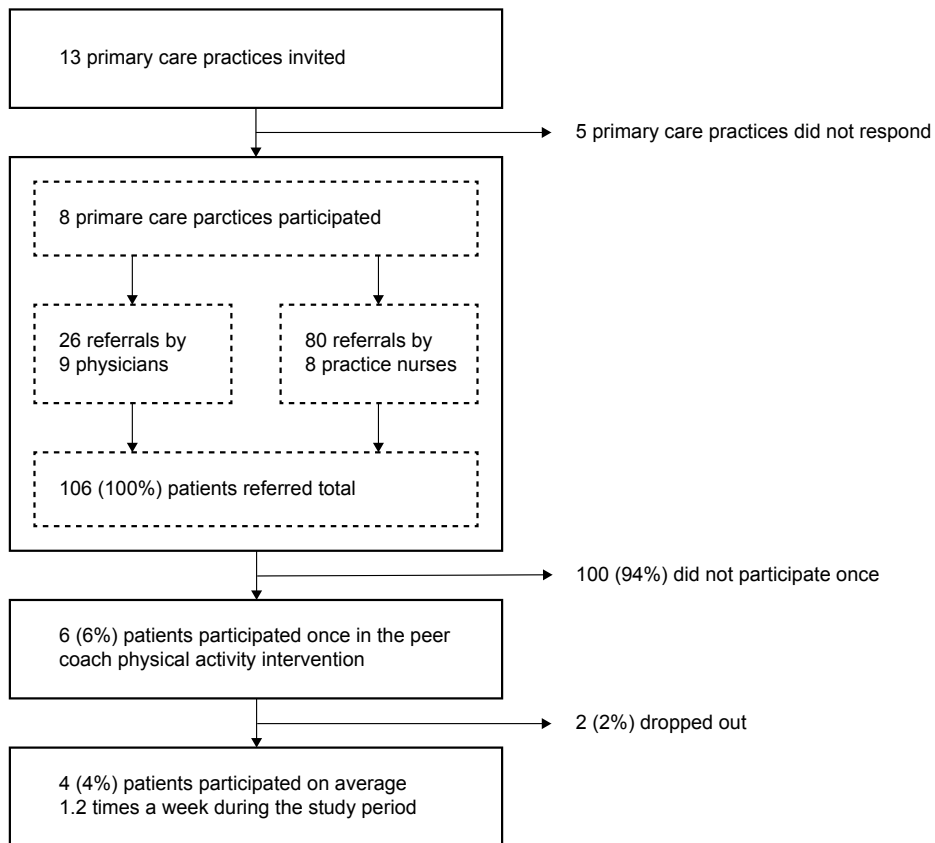 13 primary care practices invited
5 primary care practices did not respond
8 primare care parctices participated
26 referrals by
9 physicians
80 referrals by
8 practice nurses
106 (100%) patients referred total
100 (94%) did not participate once
6 (6%) patients participated once in the peer
coach physical activity intervention
2 (2%) dropped out
4 (4%) patients participated on average
1.2 times a week during the study period